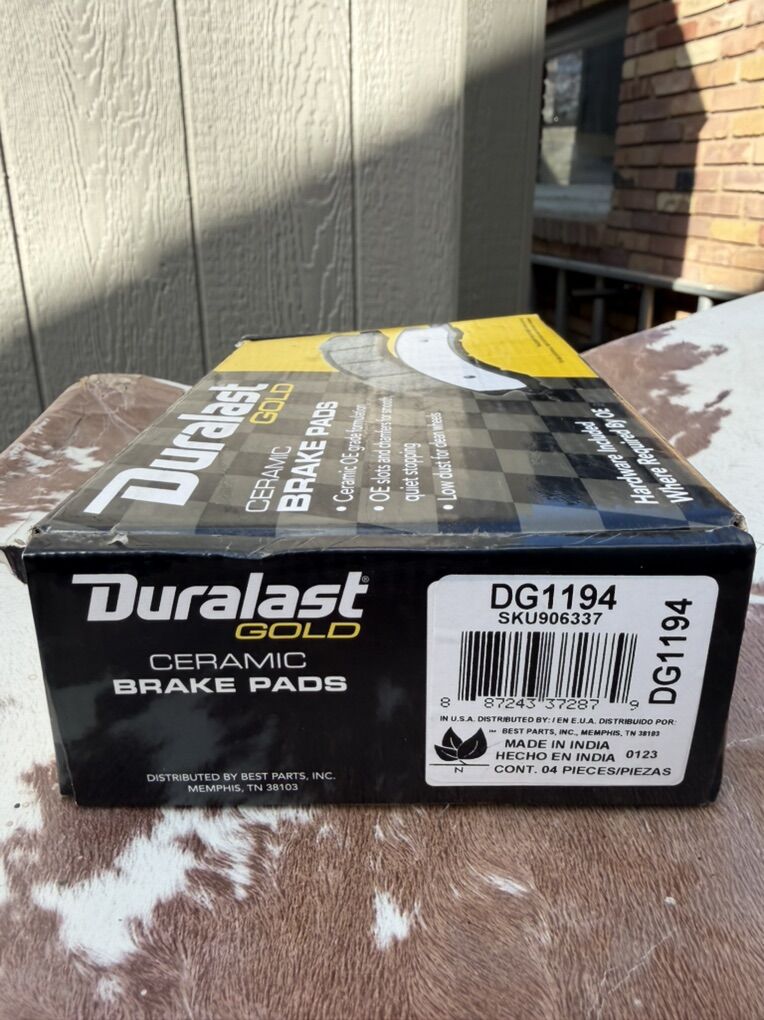 Duralast
GOLD
CERAMIC
BRAKE PADS
• Ceramic OE-grade formulation
• OE slots and chamfers for smooth,
quiet stopping
• Low dust for clean wheels
Hardware Included
Where Required By OE
Duralast®
GOLD
CERAMIC
BRAKE PADS
DISTRIBUTED BY BEST PARTS, INC.
MEMPHIS, TN 38103
DG1194
SKU906337
8 87243 37287 9
DG1194
IN U.S.A. DISTRIBUTED BY: / EN E.U.A. DISTRIBUIDO POR:
™ BEST PARTS, INC., MEMPHIS, TN 38103
MADE IN INDIA
HECHO EN INDIA 0123
CONT. 04 PIECES/PIEZAS
N